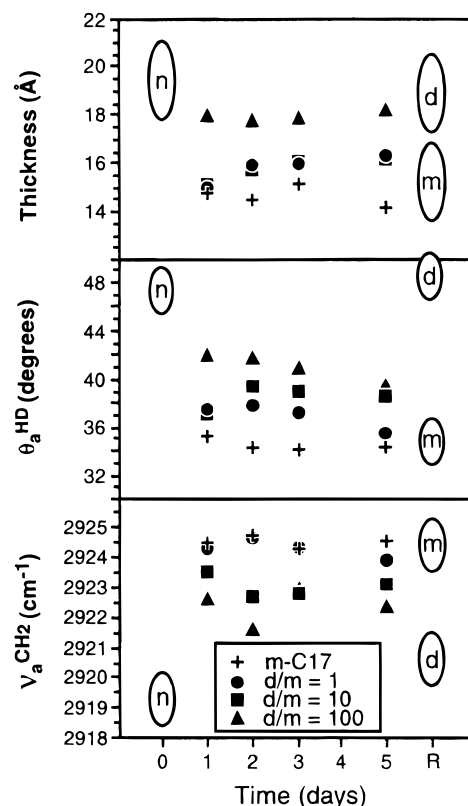 Thickness (Å)
22
20
18
16
14
n
d
m
θₐᴴᴰ (degrees)
48
44
40
36
32
n
d
m
νₐᶜᴴ² (cm⁻¹)
2925
2924
2923
2922
2921
2920
2919
2918
n
m
d
m-C17
d/m = 1
d/m = 10
d/m = 100
0 1 2 3 4 5 R
Time (days)